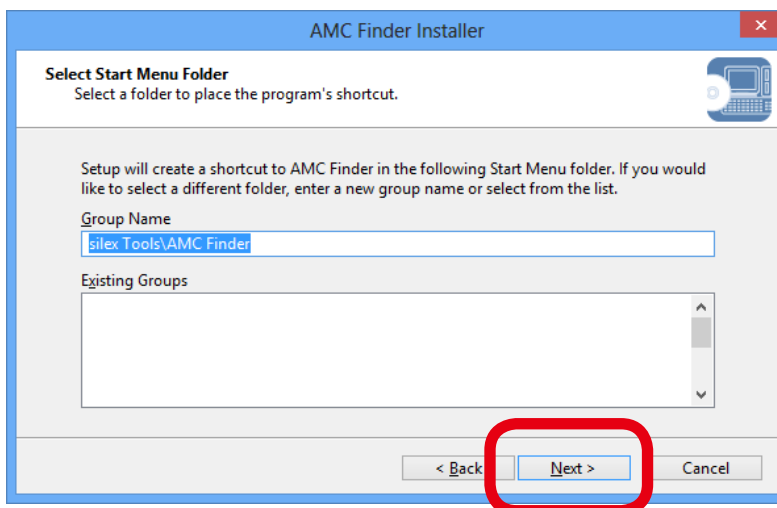 AMC Finder Installer
Select Start Menu Folder
Select a folder to place the program's shortcut.
Setup will create a shortcut to AMC Finder in the following Start Menu folder. If you would
like to select a different folder, enter a new group name or select from the list.
Group Name
silex Tools\AMC Finder
Existing Groups
< Back
Next >
Cancel